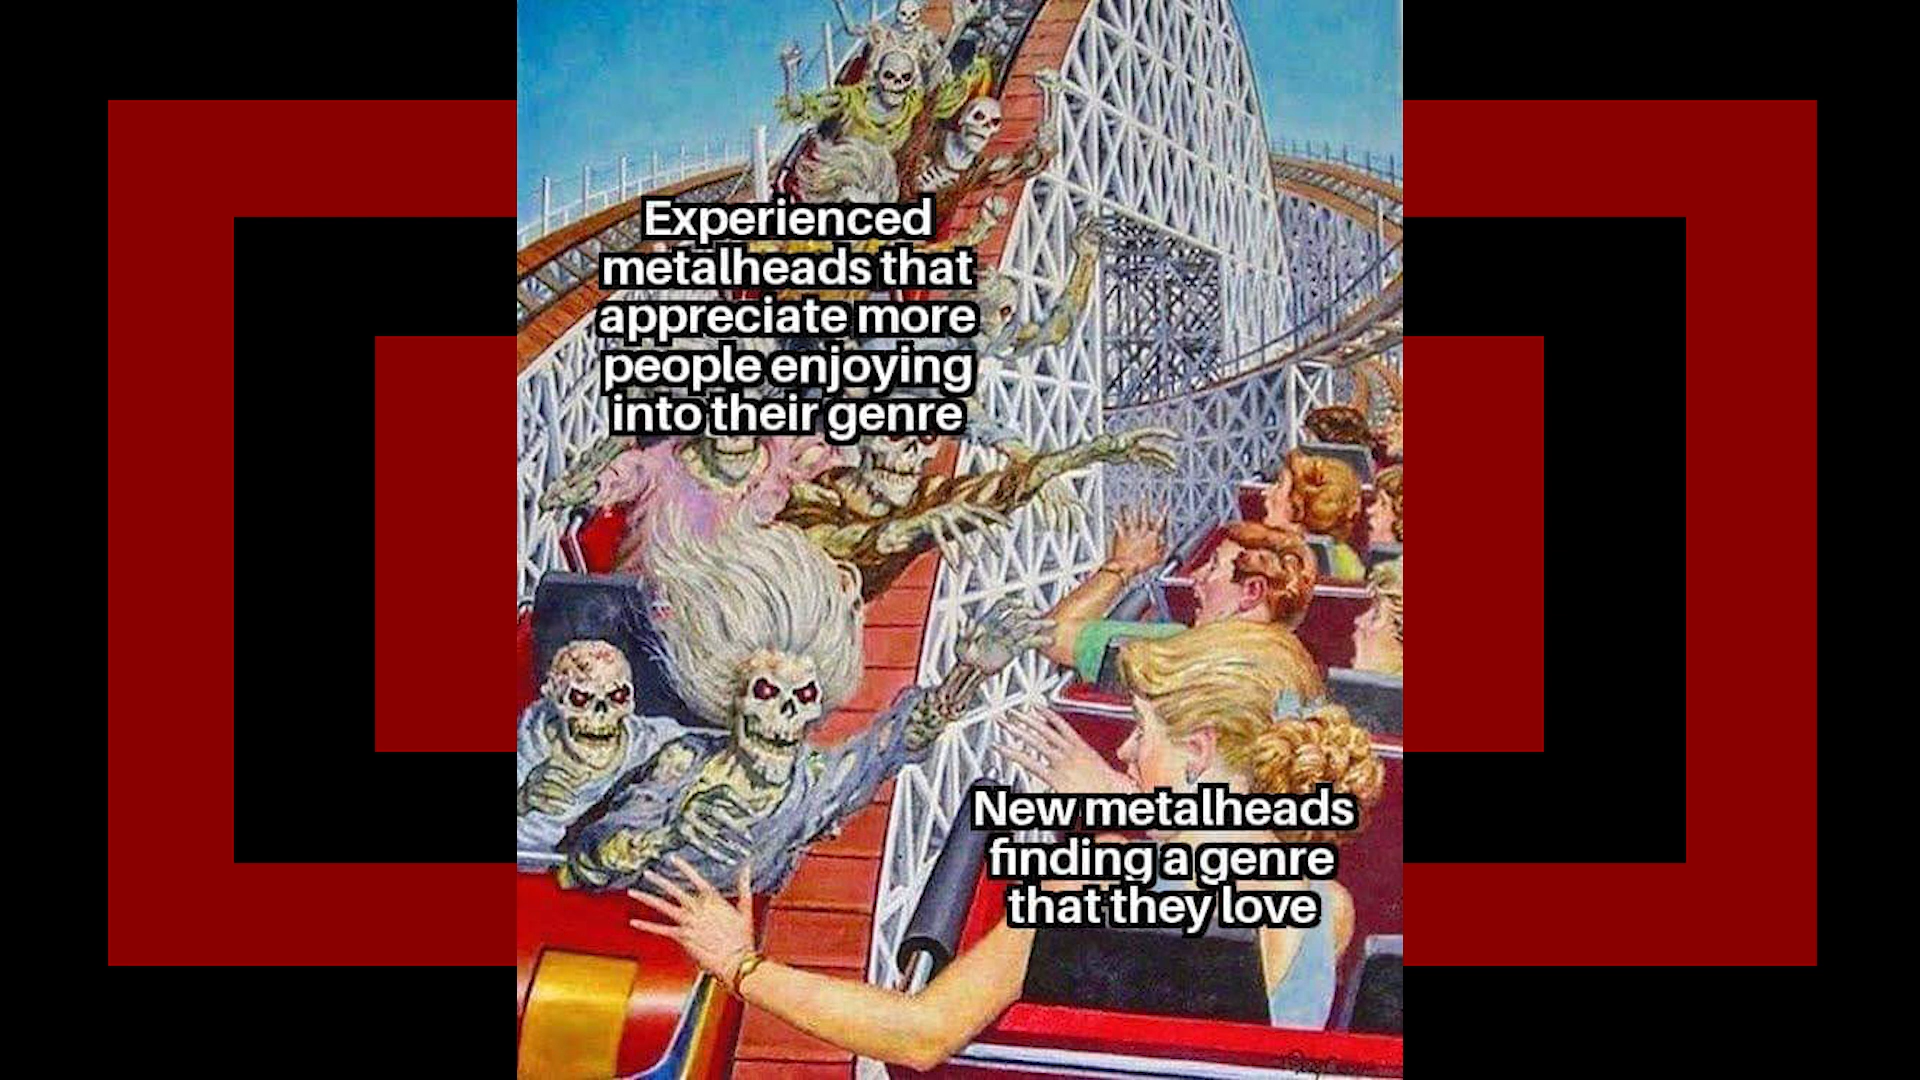 Experienced
metalheads that
appreciate more
people enjoying
into their genre
New metalheads
finding a genre
that they love